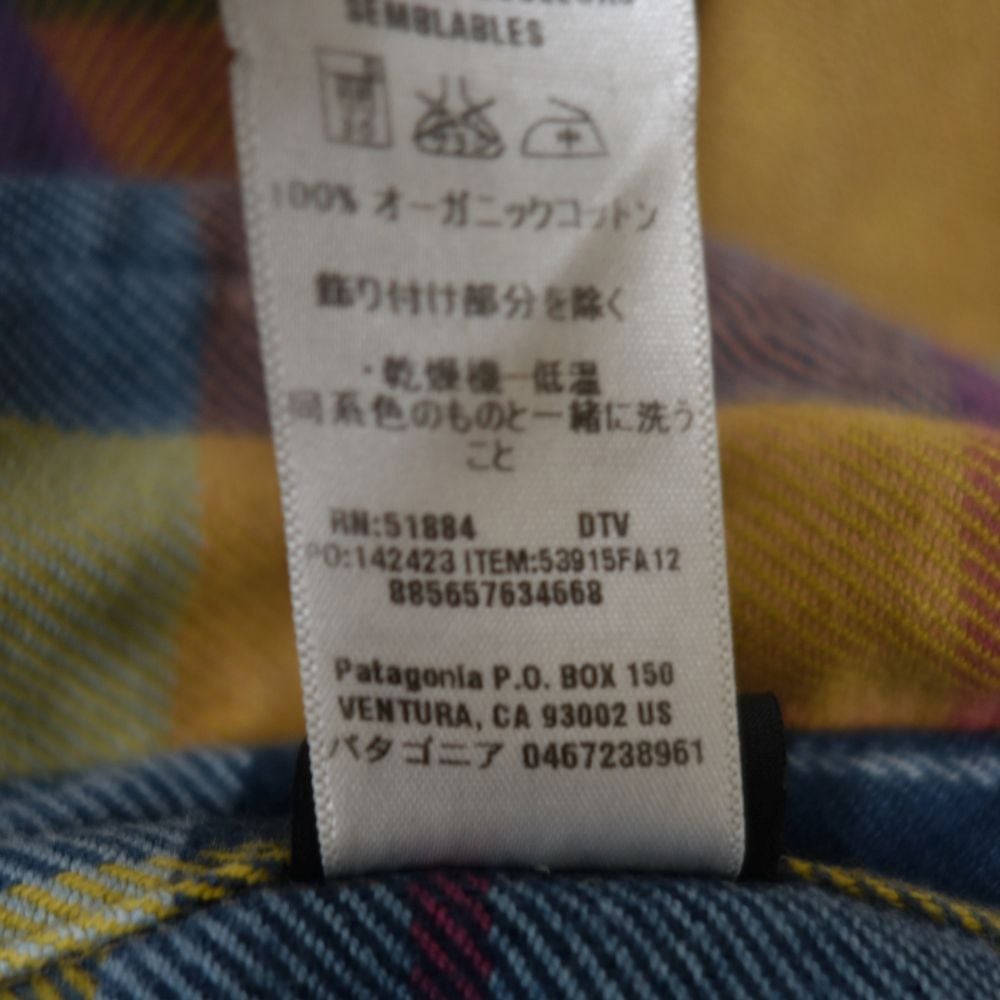 SEMBLABLES
100% オーガニックコットン
飾り付け部分を除く
・乾燥機ー低温
同系色のものと一緒に洗う
こと
RN:51884 DTV
PO:142423 ITEM:53915FA12
885657634668
Patagonia P.O. BOX 150
VENTURA, CA 93002 US
パタゴニア 0467238961